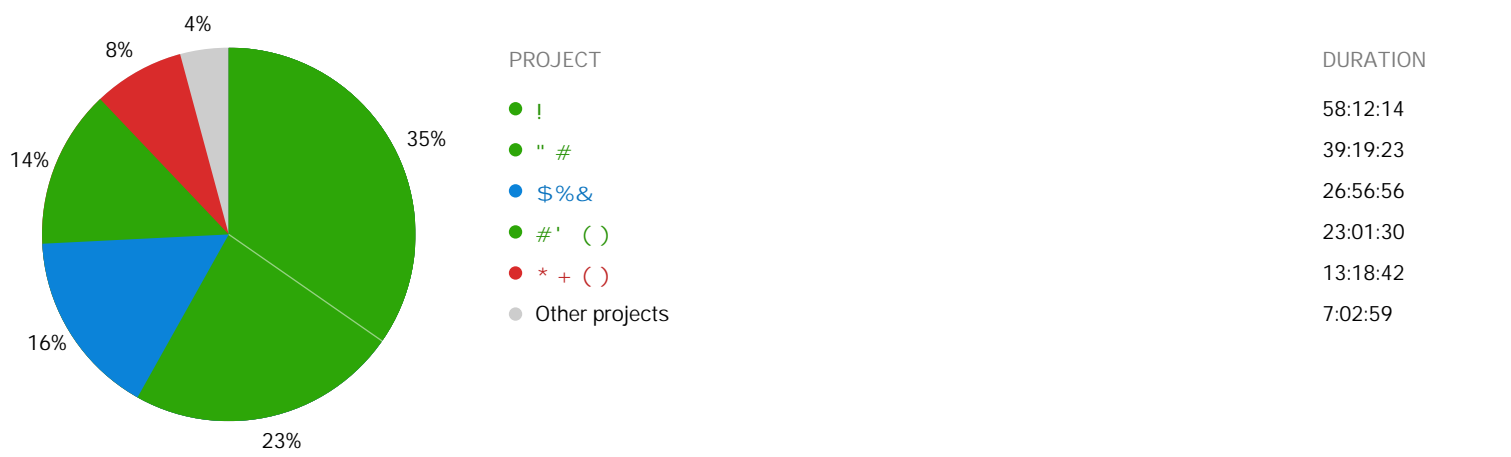 4%
8%
35%
14%
16%
23%
PROJECT DURATION
! 58:12:14
" # 39:19:23
$%& 26:56:56
#' () 23:01:30
* + () 13:18:42
Other projects 7:02:59